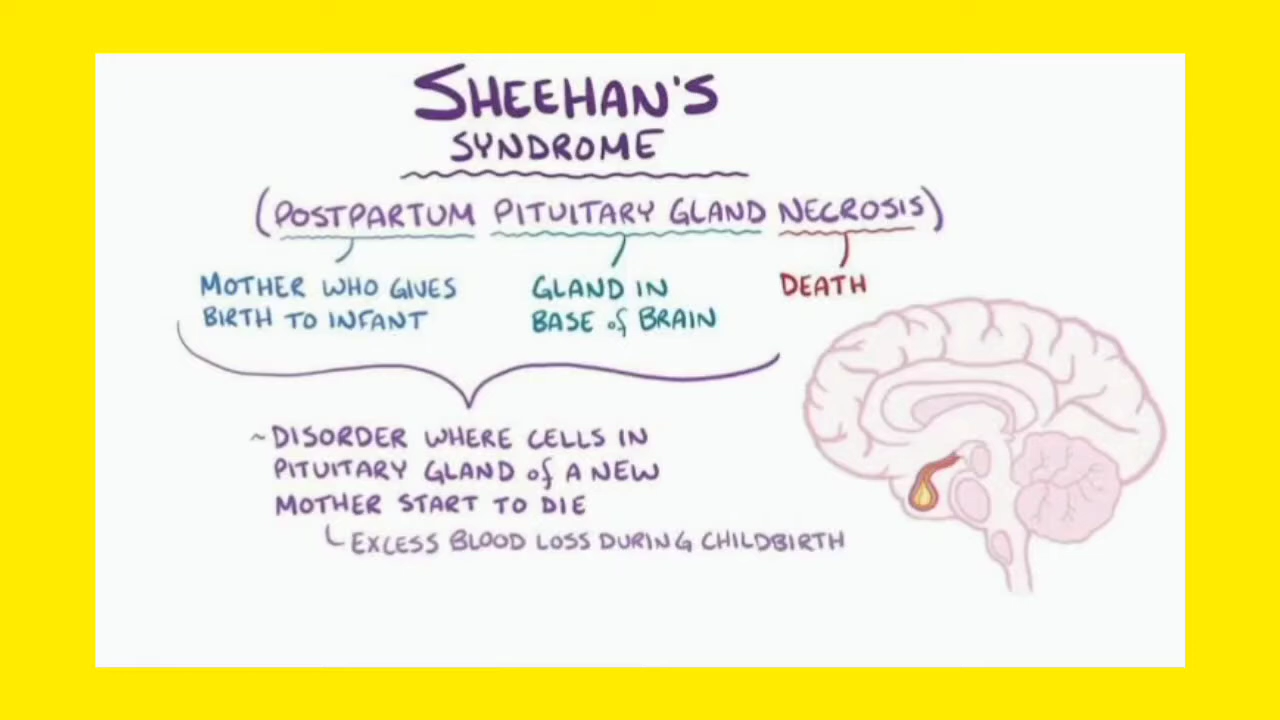 SHEEHAN'S
SYNDROME
(POSTPARTUM PITUITARY GLAND NECROSIS)
MOTHER WHO GIVES
BIRTH TO INFANT
GLAND IN
BASE of BRAIN
DEATH
~DISORDER WHERE CELLS IN
PITUITARY GLAND of A NEW
MOTHER START TO DIE
EXCESS BLOOD LOSS DURING CHILDBIRTH